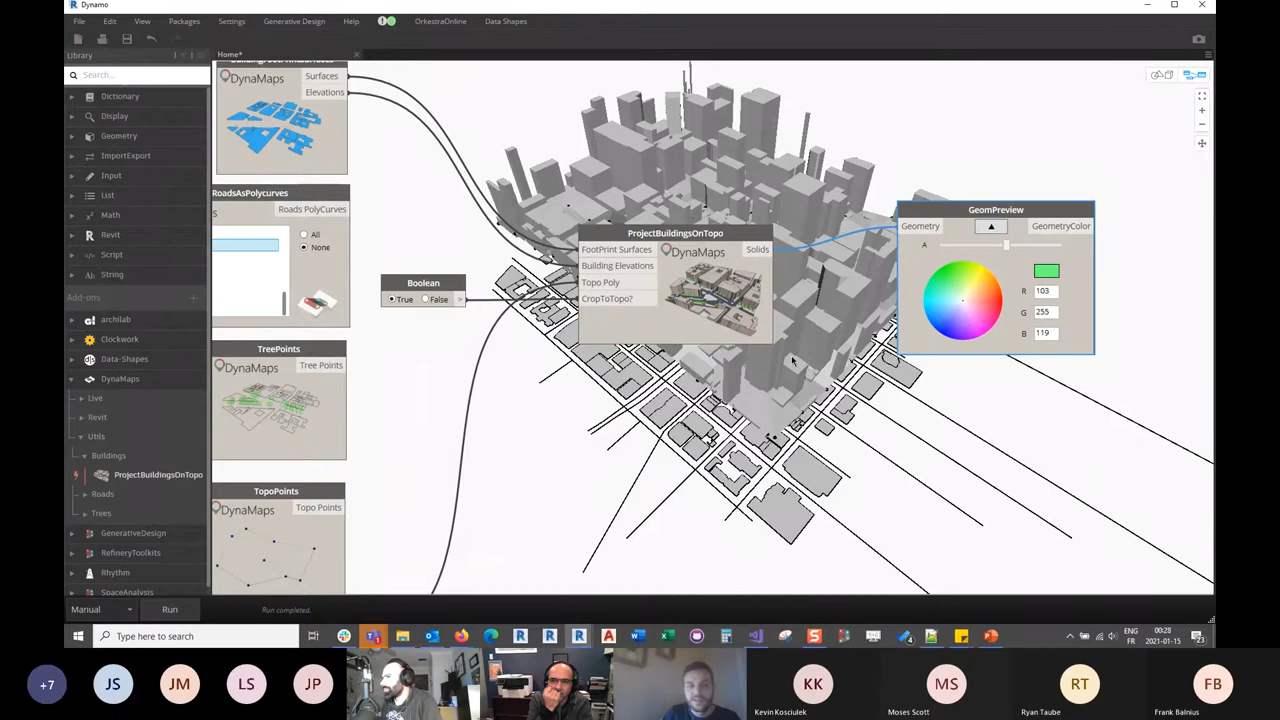 Dynamo
File Edit View Packages Settings Generative Design Help OrkestraOnline Data Shapes
Library
Home*
Search...
Dictionary
Display
Geometry
ImportExport
Input
List
Math
Revit
Script
String
Add-ons
archilab
Clockwork
Data-Shapes
DynaMaps
Live
Revit
Utils
Buildings
ProjectBuildingsOnTopo
Roads
Trees
GenerativeDesign
RefineryToolkits
Rhythm
SpaceAnalysis
Manual
Run
Run completed.
DynaMaps
Surfaces
Elevations
RoadsAsPolycurves
Roads PolyCurves
All
None
TreePoints
DynaMaps
Tree Points
TopoPoints
DynaMaps
Topo Points
Boolean
True False >
ProjectBuildingsOnTopo
FootPrint Surfaces
Building Elevations
Topo Poly
CropToTopo?
DynaMaps
Solids
GeomPreview
Geometry
GeometryColor
A
R 103
G 255
B 119
Type here to search
ENG
FR
00:28
2021-01-15
23
+7
JS
JM
LS
JP
KK
Kevin Kosciulek
MS
Moses Scott
RT
Ryan Taube
FB
Frank Balnius